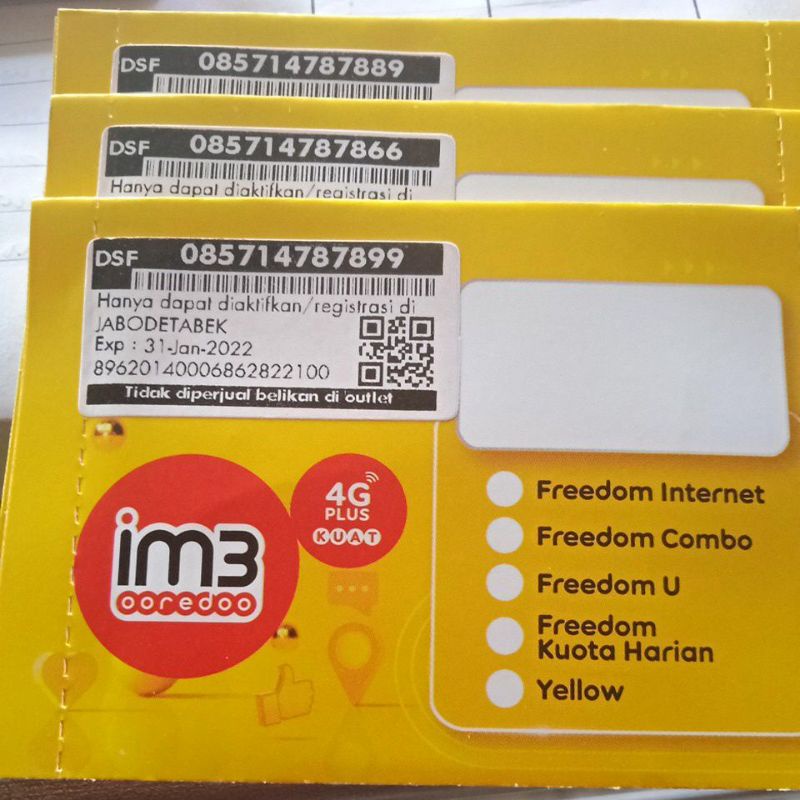 DSF 085714787889
DSF 085714787866
Hanya dapat diaktifkan/registrasi di
DSF 085714787899
Hanya dapat diaktifkan/registrasi di
JABODETABEK
Exp : 31-Jan-2022
89620140006862822100
Tidak diperjual belikan di outlet
im3
ooredoo
4G
PLUS
KUAT
Freedom Internet
Freedom Combo
Freedom U
Freedom
Kuota Harian
Yellow